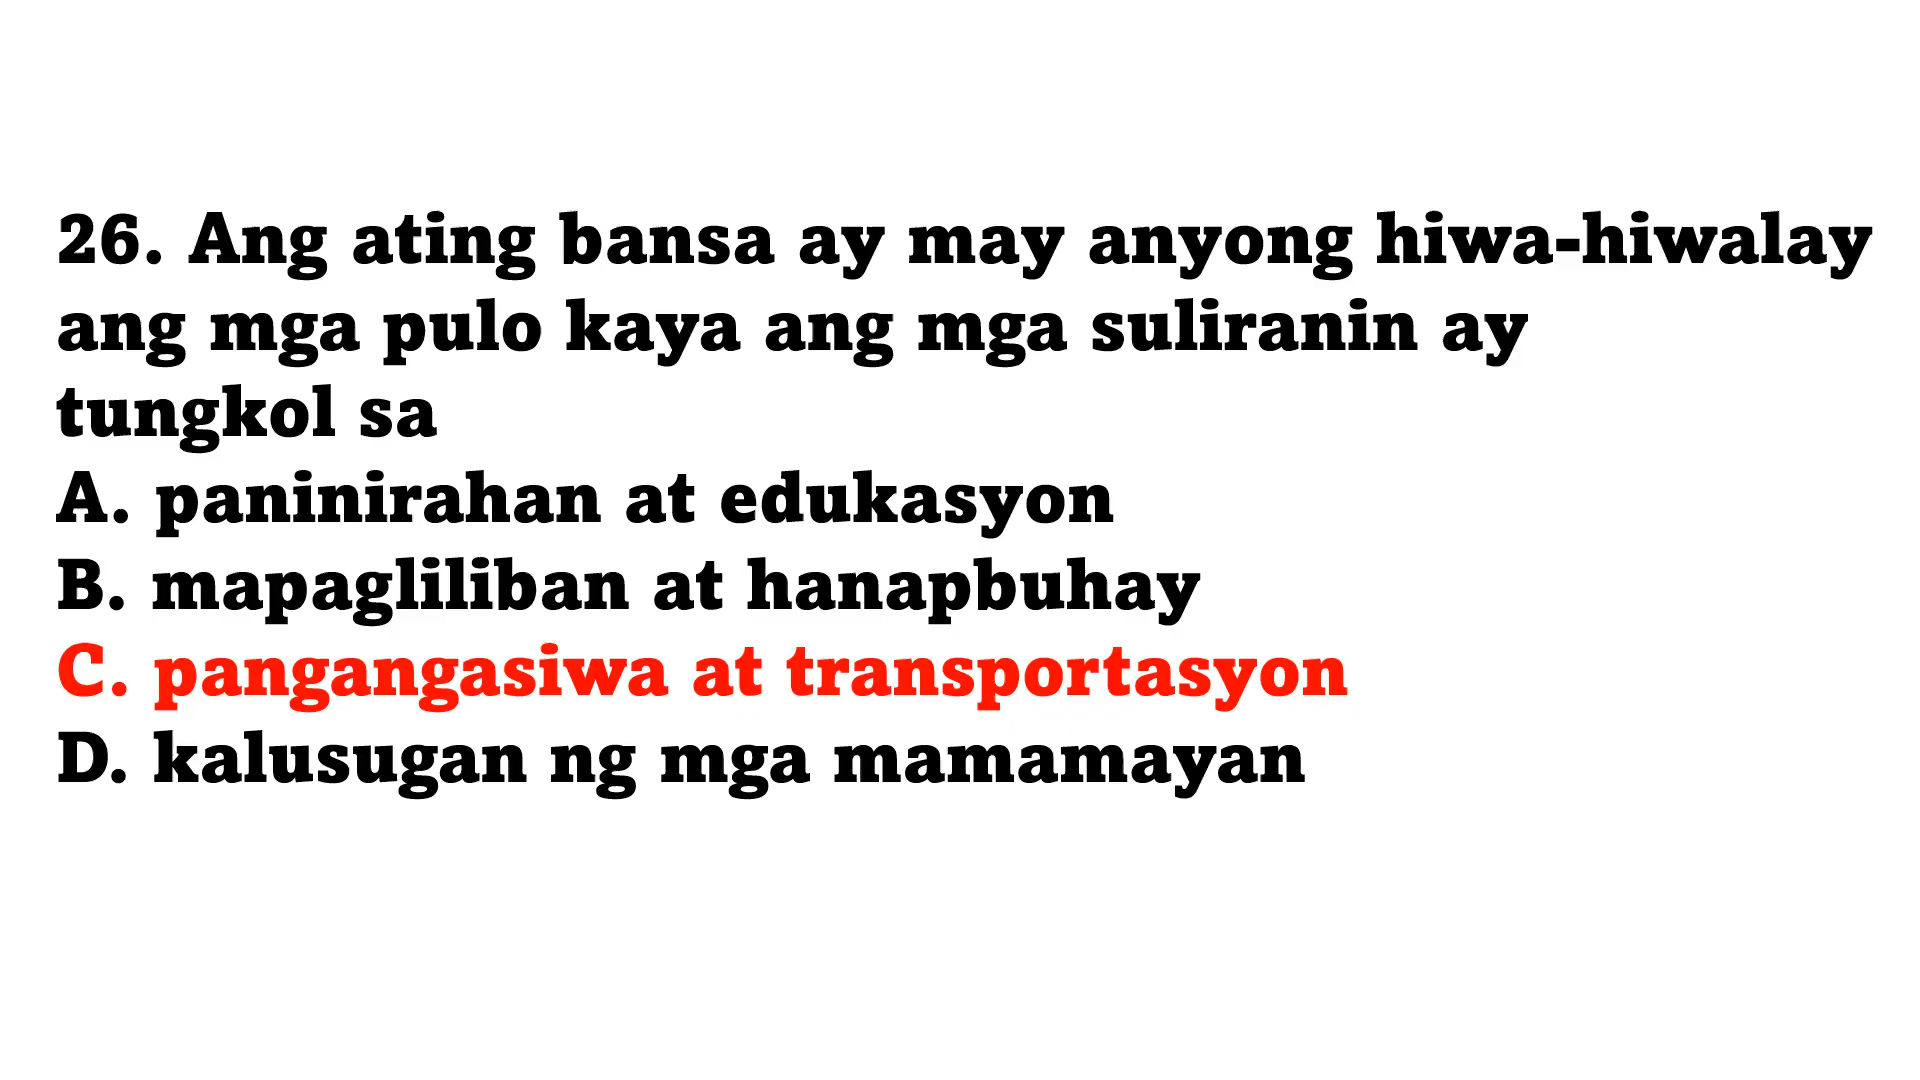 26. Ang ating bansa ay may anyong hiwa-hiwalay
ang mga pulo kaya ang mga suliranin ay
tungkol sa
A. paninirahan at edukasyon
B. mapagliliban at hanapbuhay
C. pangangasiwa at transportasyon
D. kalusugan ng mga mamamayan